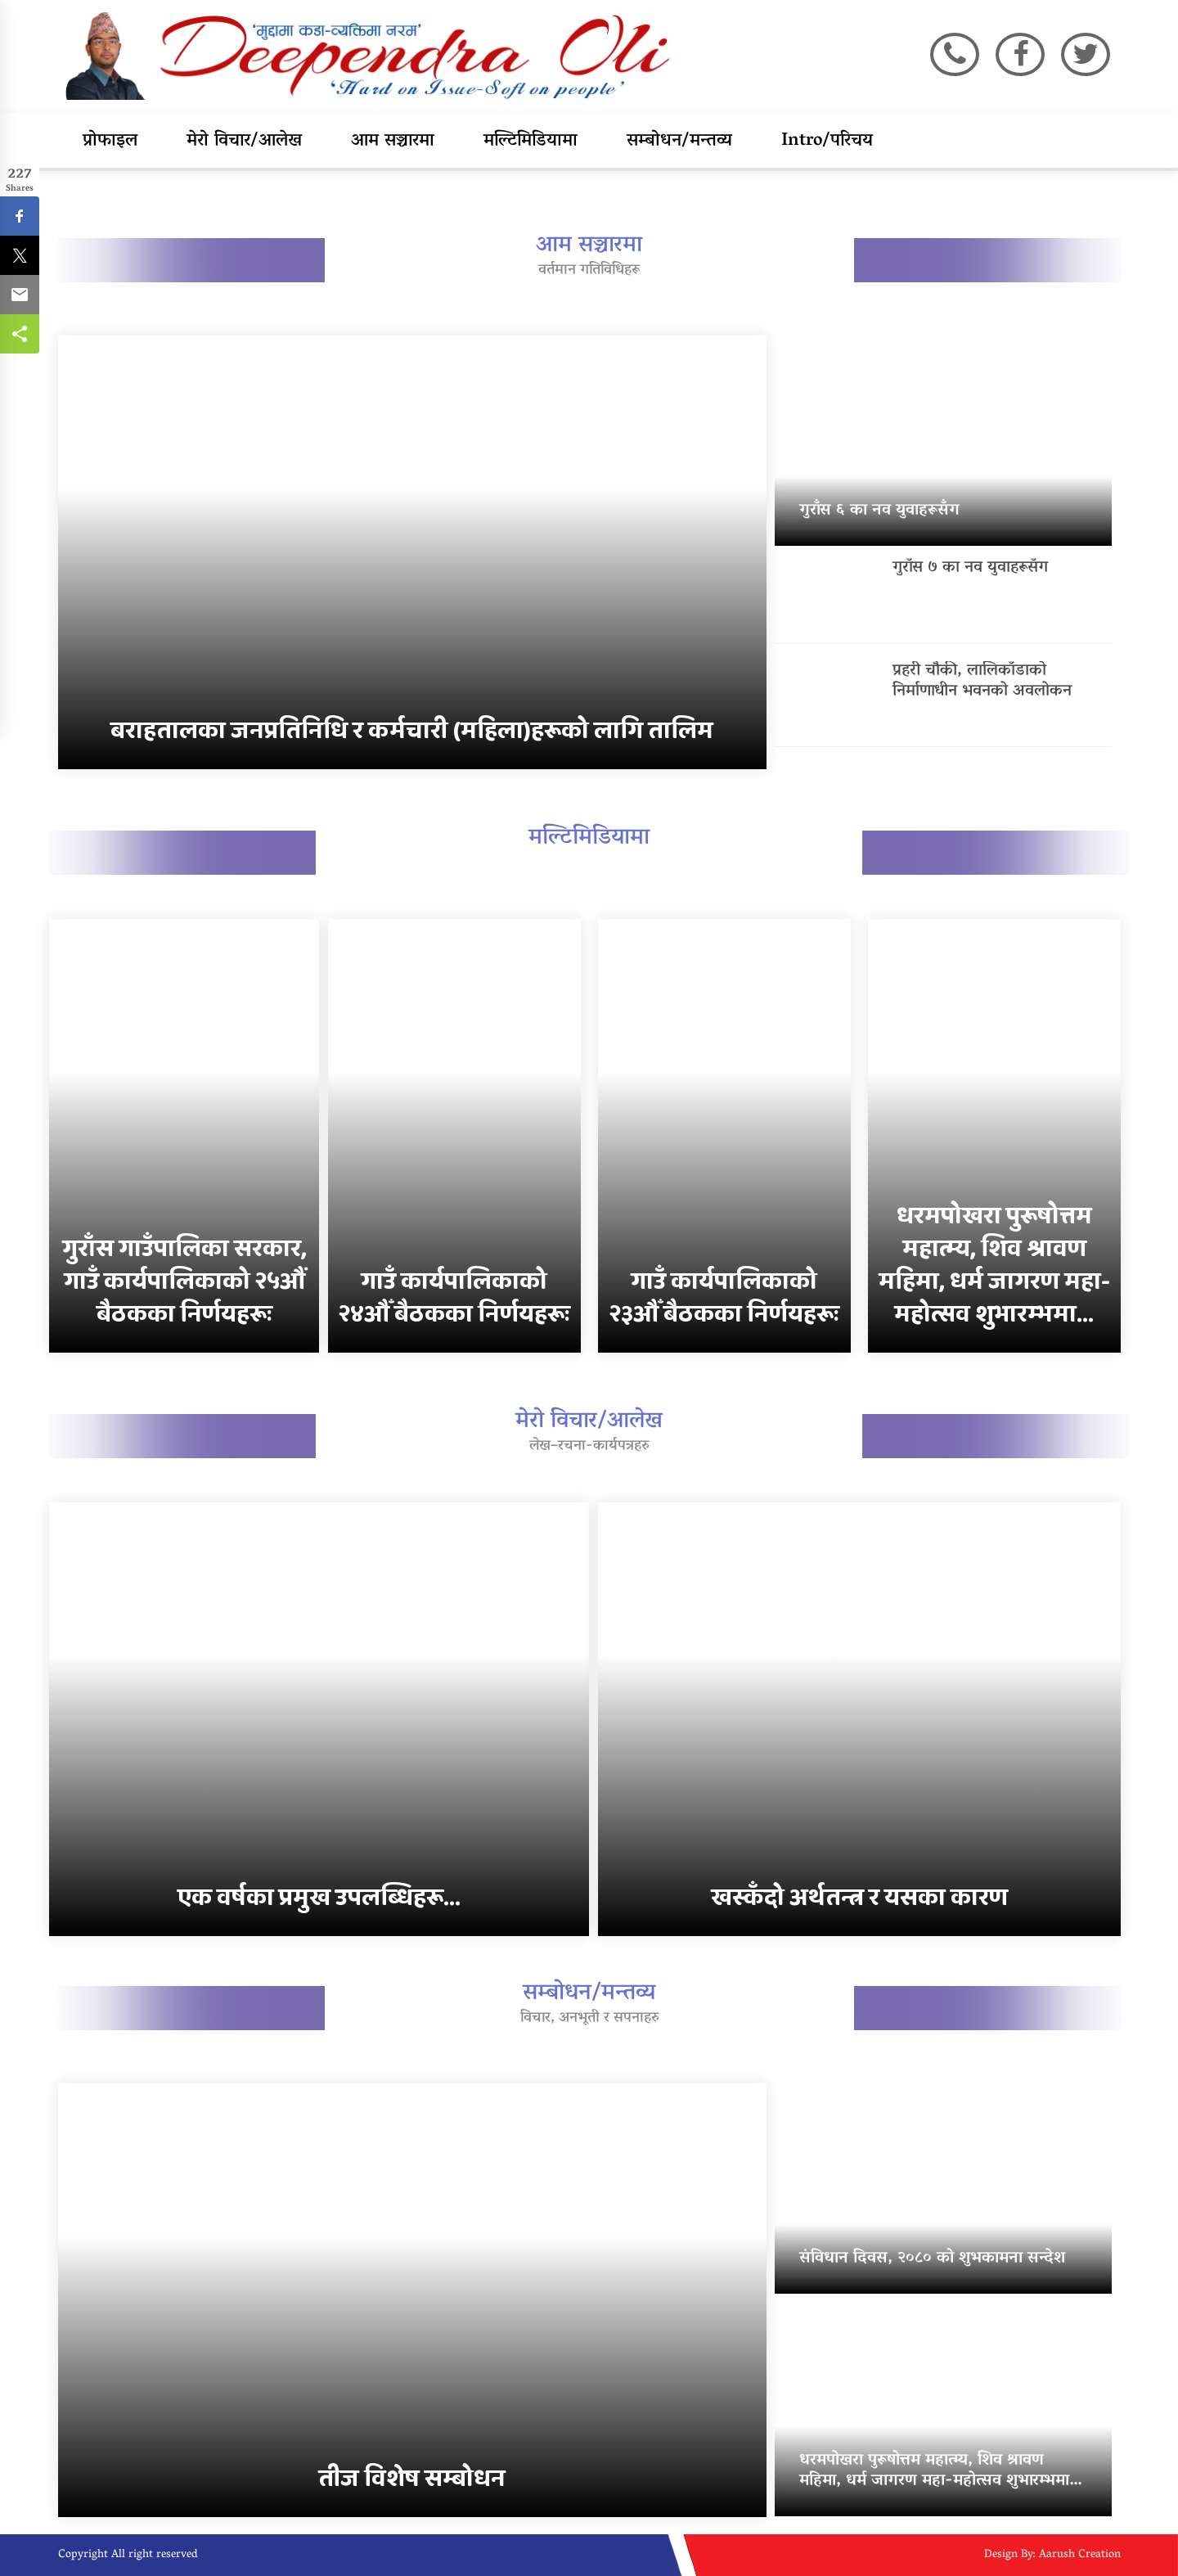 'मुद्दामा कडा-व्यक्तिमा नरम'
Deependra Oli
'Hard on Issue-Soft on people'
प्रोफाइल
मेरो विचार/आलेख
आम सञ्चारमा
मल्टिमिडियामा
सम्बोधन/मन्तव्य
Intro/परिचय
227
Shares
आम सञ्चारमा
वर्तमान गतिविधिहरू
बराहतालका जनप्रतिनिधि र कर्मचारी (महिला)हरूको लागि तालिम
गुराँस ६ का नव युवाहरूसँग
गुराँस ७ का नव युवाहरूसँग
प्रहरी चौकी, लालिकाँडाको
निर्माणाधीन भवनको अवलोकन
मल्टिमिडियामा
गुराँस गाउँपालिका सरकार,
गाउँ कार्यपालिकाको २५औं
बैठकका निर्णयहरूः
गाउँ कार्यपालिकाको
२४औँ बैठकका निर्णयहरूः
गाउँ कार्यपालिकाको
२३औँ बैठकका निर्णयहरूः
धरमपोखरा पुरूषोत्तम
महात्म्य, शिव श्रावण
महिमा, धर्म जागरण महा-
महोत्सव शुभारम्भमा...
मेरो विचार/आलेख
लेख–रचना-कार्यपत्रहरु
एक वर्षका प्रमुख उपलब्धिहरू...
खस्कँदो अर्थतन्त्र र यसका कारण
सम्बोधन/मन्तव्य
विचार, अनभूती र सपनाहरु
तीज विशेष सम्बोधन
संविधान दिवस, २०८० को शुभकामना सन्देश
धरमपोखरा पुरूषोत्तम महात्म्य, शिव श्रावण
महिमा, धर्म जागरण महा-महोत्सव शुभारम्भमा...
Copyright All right reserved
Design By: Aarush Creation